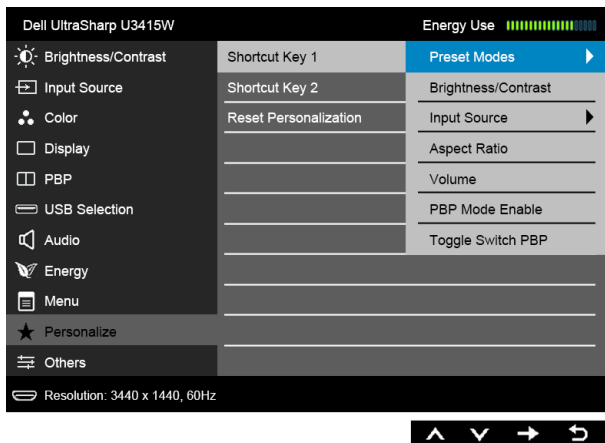 Dell UltraSharp U3415W
Energy Use
Brightness/Contrast
Input Source
Color
Display
PBP
USB Selection
Audio
Energy
Menu
Personalize
Others
Shortcut Key 1
Shortcut Key 2
Reset Personalization
Preset Modes
Brightness/Contrast
Input Source
Aspect Ratio
Volume
PBP Mode Enable
Toggle Switch PBP
Resolution: 3440 x 1440, 60Hz